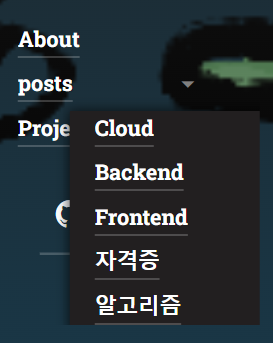 About
posts
Proje
Cloud
Backend
Frontend
자격증
알고리즘